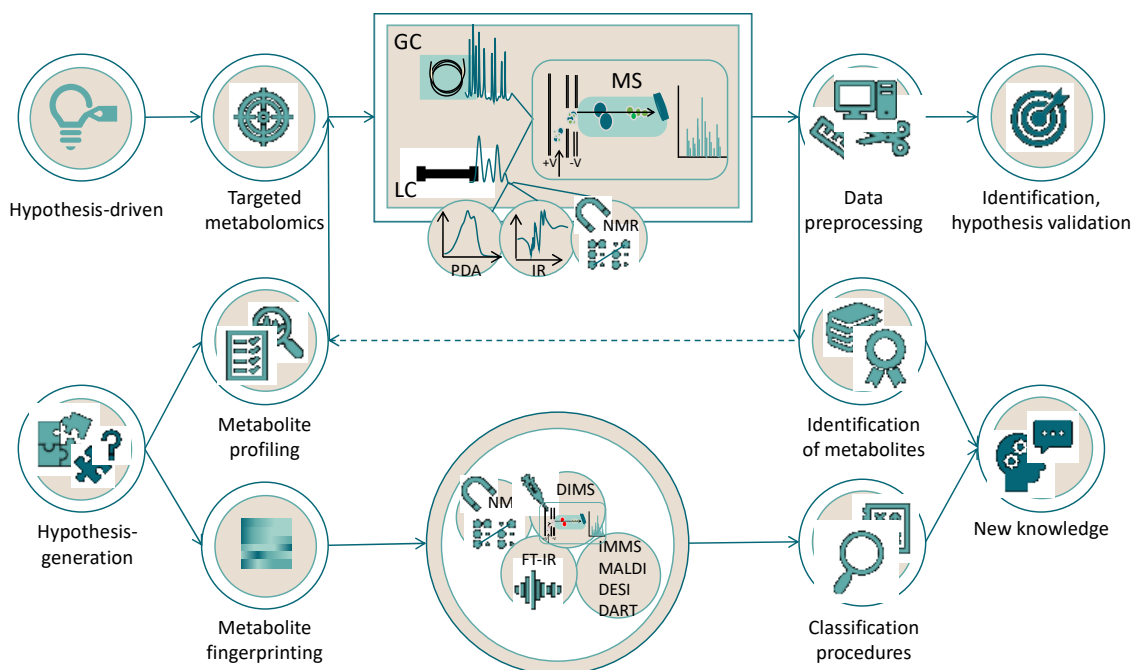 GC
MS
+V
-V
LC
PDA
IR
NMR
Hypothesis-driven
Targeted
metabolomics
Data
preprocessing
Identification,
hypothesis validation
Metabolite
profiling
Identification
of metabolites
Hypothesis-
generation
New knowledge
NM
DIMS
FT-IR
iMMS
MALDI
DESI
DART
Metabolite
fingerprinting
Classification
procedures